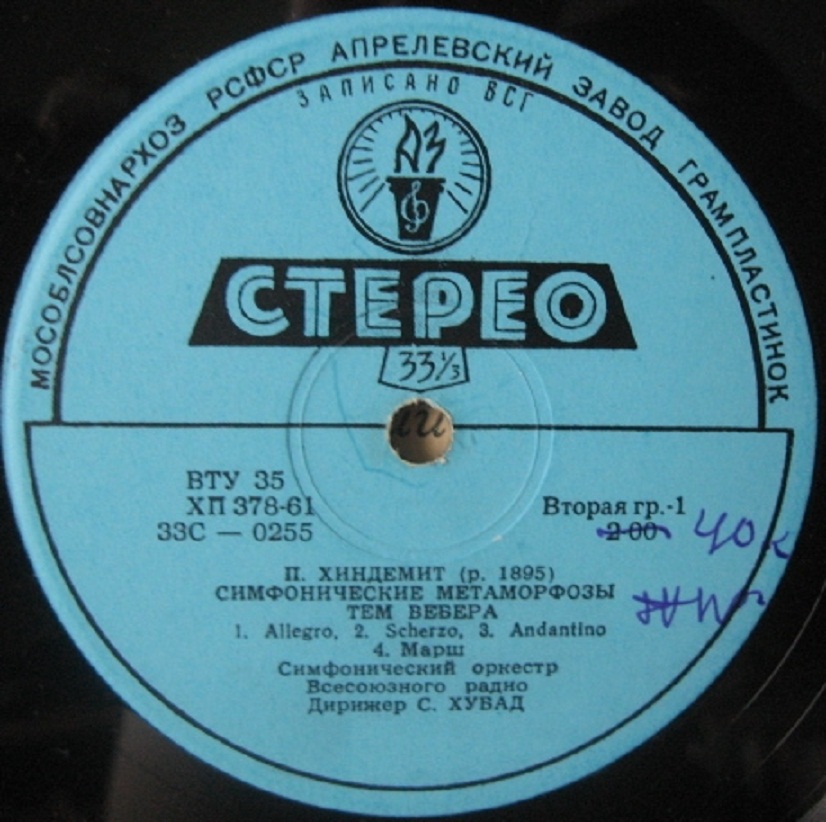 МОСОБЛСОВНАРХОЗ РСФСР АПРЕЛЕВСКИЙ ЗАВОД ГРАМПЛАСТИНОК
ЗАПИСАНО ВСГ
АЗ
СТЕРЕО
33⅓
ВТУ 35
ХП 378-61
33С — 0255
Вторая гр.-1
2-00 40к
П. ХИНДЕМИТ (р. 1895)
СИМФОНИЧЕСКИЕ МЕТАМОРФОЗЫ
ТЕМ ВЕБЕРА
1. Allegro, 2. Scherzo, 3. Andantino
4. Марш
Симфонический оркестр
Всесоюзного радио
Дирижер С. ХУБАД